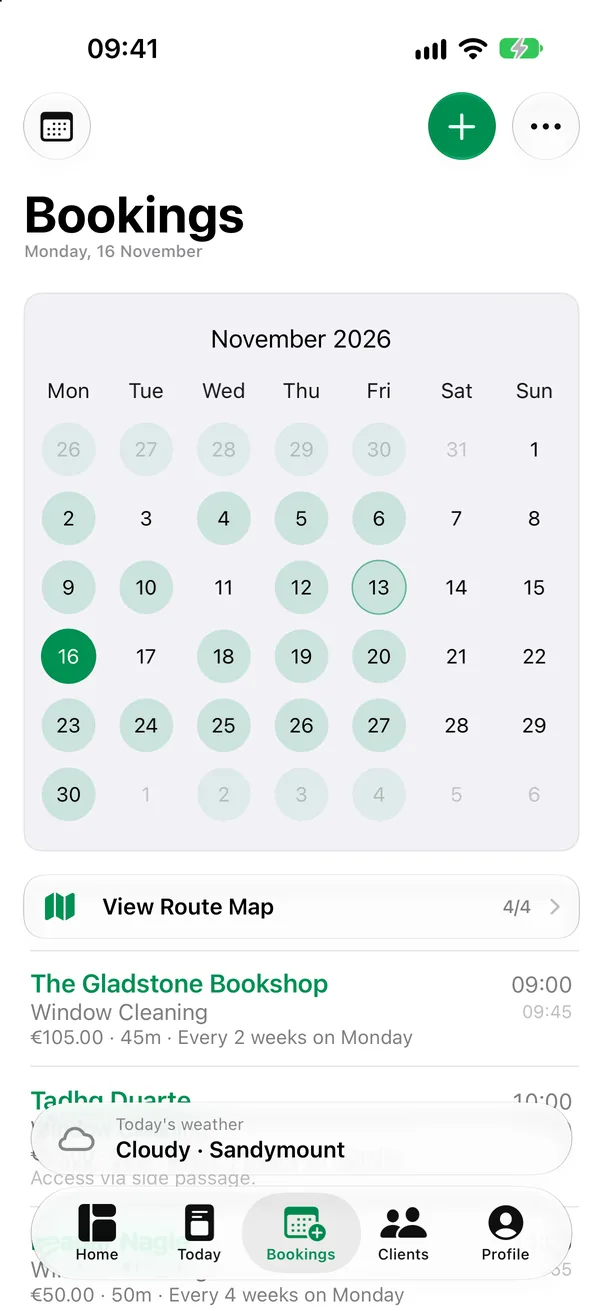 09:41
Bookings
Monday, 16 November
November 2026
Mon Tue Wed Thu Fri Sat Sun
26 27 28 29 30 31 1
2 3 4 5 6 7 8
9 10 11 12 13 14 15
16 17 18 19 20 21 22
23 24 25 26 27 28 29
30 1 2 3 4 5 6
View Route Map 4/4
The Gladstone Bookshop 09:00
Window Cleaning 09:45
€105.00 · 45m · Every 2 weeks on Monday
Tadhg Duarte 10:00
Today's weather
Cloudy · Sandymount
Access via side passage.
Home Today Bookings Clients Profile
€50.00 · 50m · Every 4 weeks on Monday